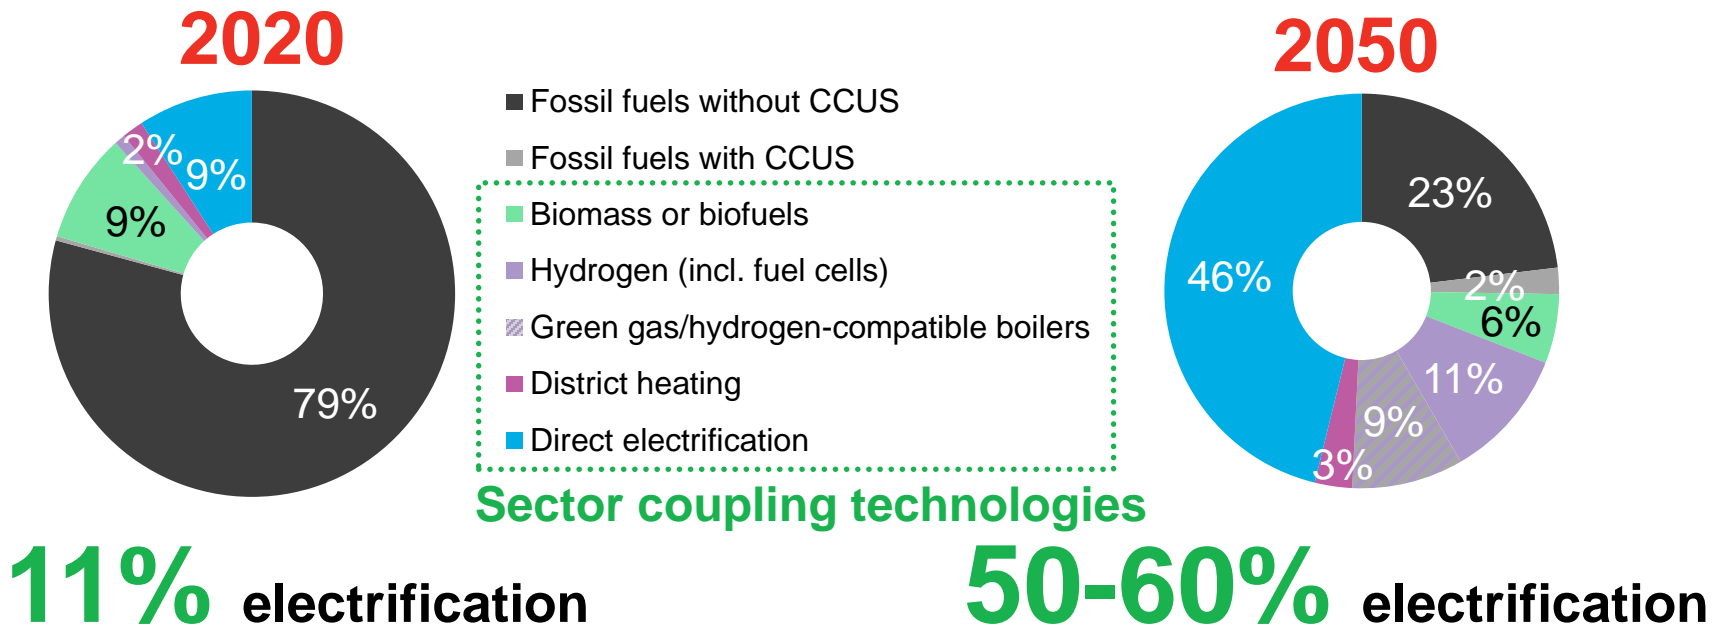 2020
2%
9%
9%
79%
Fossil fuels without CCUS
Fossil fuels with CCUS
Biomass or biofuels
Hydrogen (incl. fuel cells)
Green gas/hydrogen-compatible boilers
District heating
Direct electrification
Sector coupling technologies
2050
23%
2%
6%
11%
9%
3%
46%
11% electrification
50-60% electrification